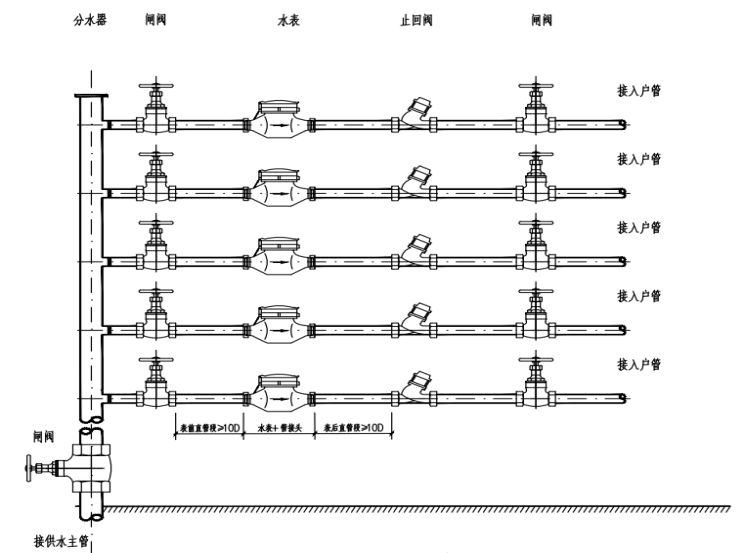 分水器 闸阀 水表 止回阀 闸阀
接入户管
接入户管
接入户管
接入户管
接入户管
表前直管段≥10D 水表+管接头 表后直管段≥10D
闸阀
接供水主管